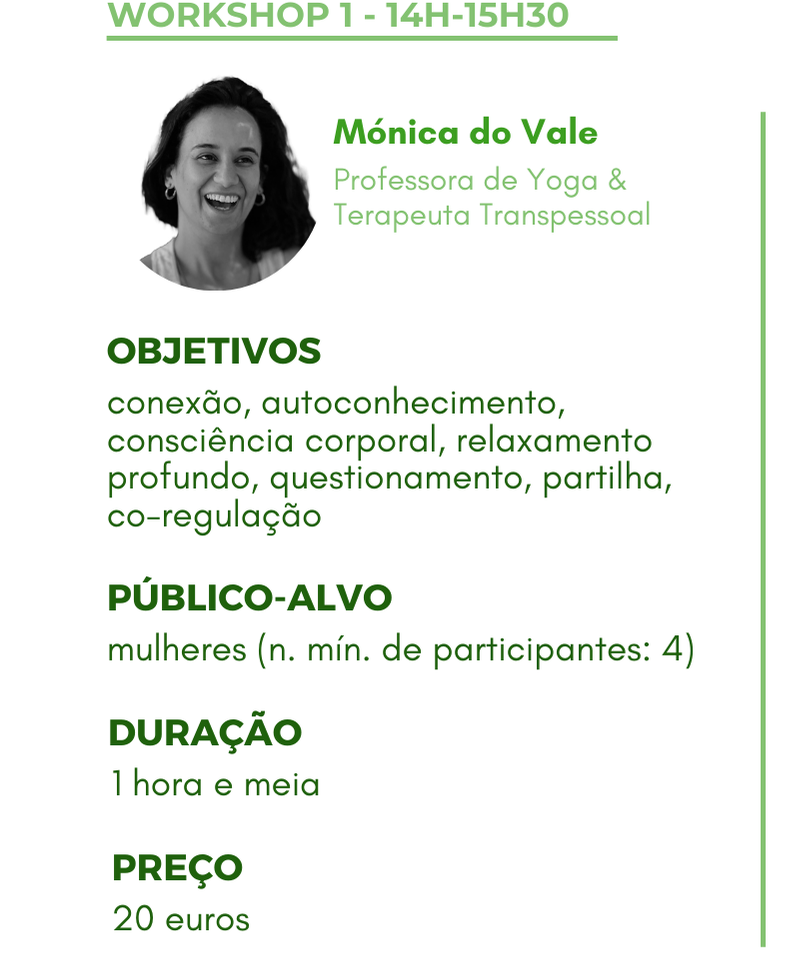 WORKSHOP 1 - 14H-15H30
Mónica do Vale
Professora de Yoga &
Terapeuta Transpessoal
OBJETIVOS
conexão, autoconhecimento,
consciência corporal, relaxamento
profundo, questionamento, partilha,
co-regulação
PÚBLICO-ALVO
mulheres (n. mín. de participantes: 4)
DURAÇÃO
1 hora e meia
PREÇO
20 euros